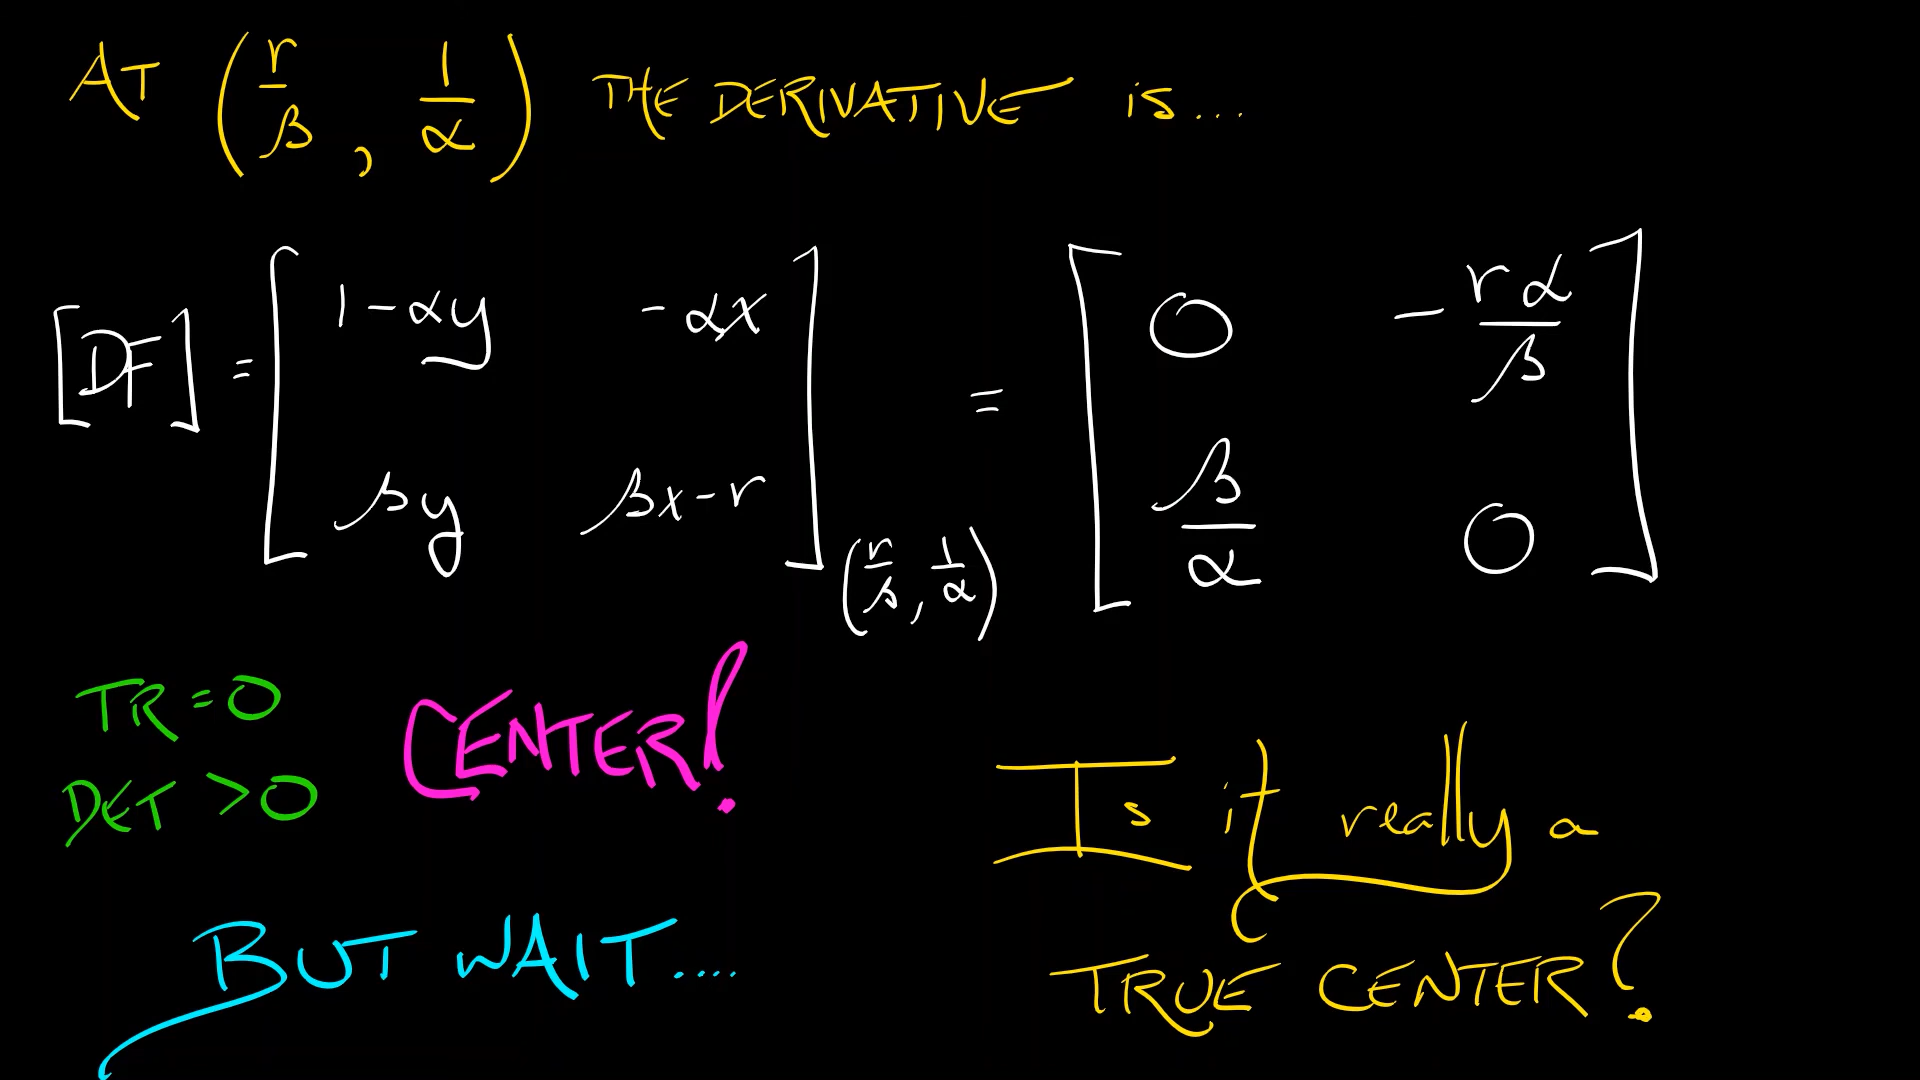 AT (r/β, 1/α) THE DERIVATIVE is...
[DF] = [1-αy -αx; βy βx-r] (r/β, 1/α) = [0 -rα/β; β/α 0]
TR=0
DET >0
CENTER!
BUT WAIT....
Is it really a
TRUE CENTER?